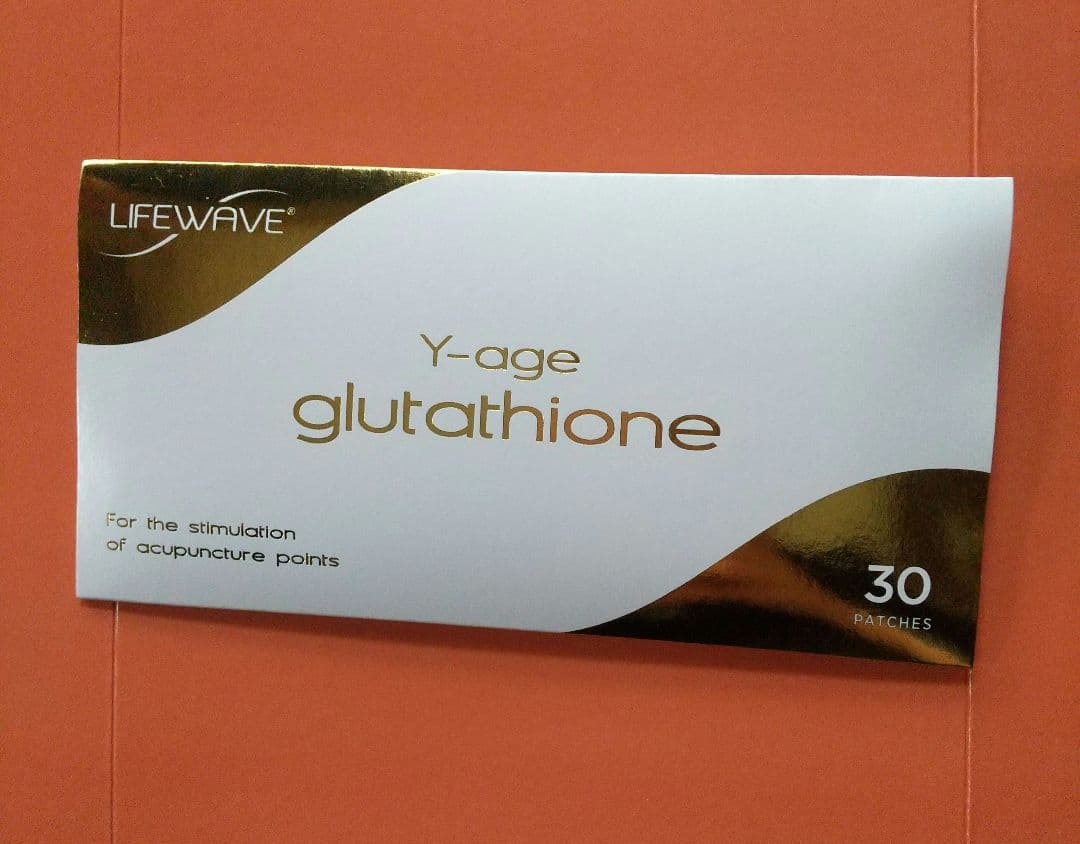 LIFEWAVE®
Y-age
glutathione
For the stimulation
of acupuncture points
30
PATCHES